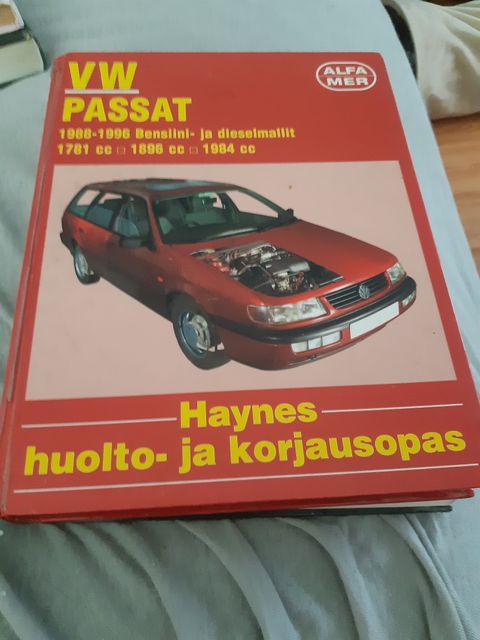 VW
ALFA
MER
PASSAT
1988-1996 Bensiini- ja dieselmallit
1781 cc □ 1896 cc □ 1984 cc
Haynes
huolto- ja korjausopas